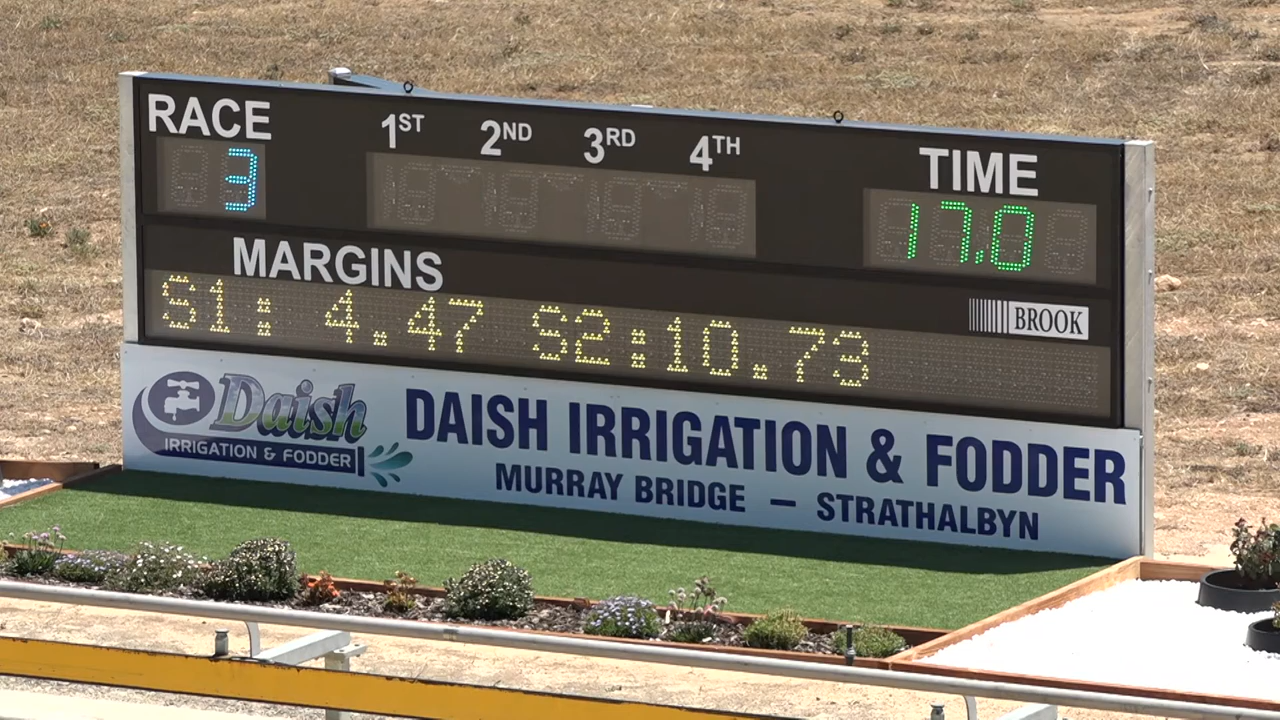 RACE 1ST 2ND 3RD 4TH TIME
3 17.0
MARGINS
BROOK
S1: 4.47 S2:10.73
Daish
IRRIGATION & FODDER
DAISH IRRIGATION & FODDER
MURRAY BRIDGE — STRATHALBYN